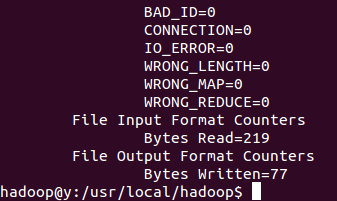 BAD_ID=0
CONNECTION=0
IO_ERROR=0
WRONG_LENGTH=0
WRONG_MAP=0
WRONG_REDUCE=0
File Input Format Counters
Bytes Read=219
File Output Format Counters
Bytes Written=77
hadoop@y:/usr/local/hadoop$